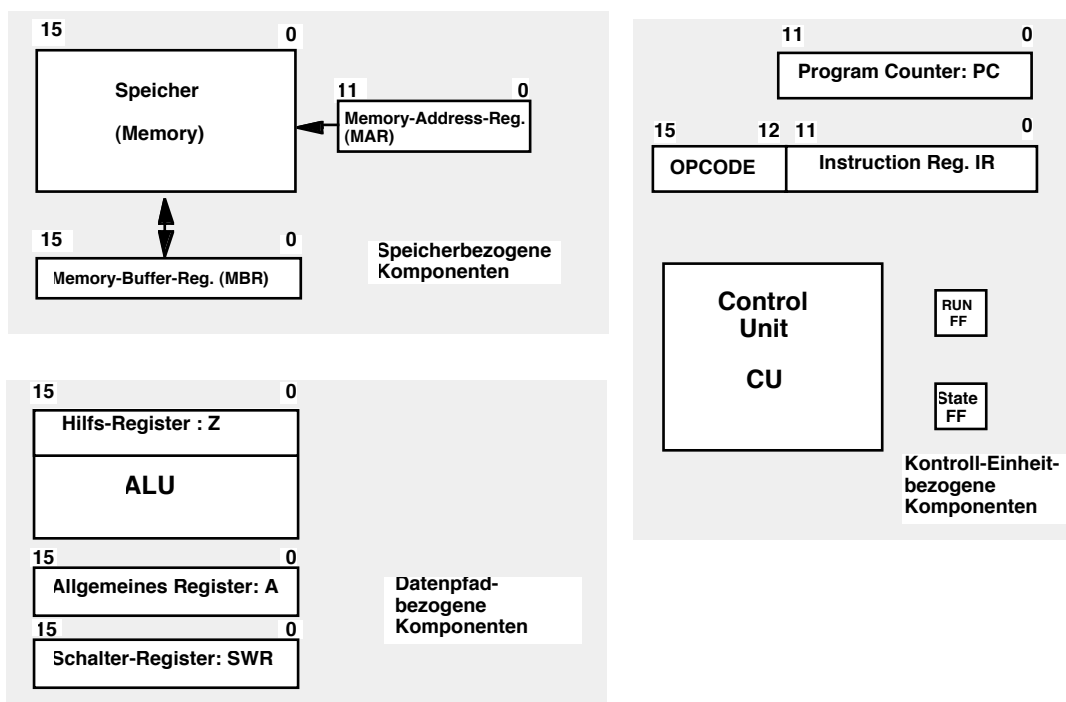 15 0
Speicher
(Memory)
11 0
Memory-Address-Reg.
(MAR)
15 0
Memory-Buffer-Reg. (MBR)
Speicherbezogene
Komponenten
15 0
Hilfs-Register : Z
ALU
15 0
Allgemeines Register: A
15 0
Schalter-Register: SWR
Datenpfad-
bezogene
Komponenten
11 0
Program Counter: PC
15 12 11 0
OPCODE Instruction Reg. IR
Control
Unit
CU
RUN
FF
State
FF
Kontroll-Einheit-
bezogene
Komponenten